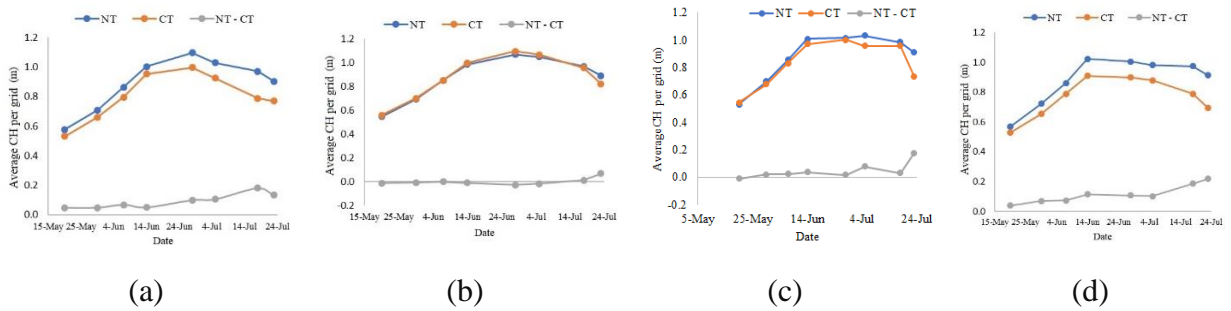 NT CT NT - CT
Average CH per grid (m)
1.2
1.0
0.8
0.6
0.4
0.2
0.0
15-May 25-May 4-Jun 14-Jun 24-Jun 4-Jul 14-Jul 24-Jul
Date
(a)
NT CT NT - CT
Average CH per grid (m)
1.2
1.0
0.8
0.6
0.4
0.2
0.0
-0.2
15-May 25-May 4-Jun 14-Jun 24-Jun 4-Jul 14-Jul 24-Jul
Date
(b)
NT CT NT - CT
Average CH per grid (m)
1.2
1.0
0.8
0.6
0.4
0.2
0.0
-0.2
5-May 25-May 14-Jun 4-Jul 24-Jul
Date
(c)
NT CT NT - CT
Average CH per grid (m)
1.2
1.0
0.8
0.6
0.4
0.2
0.0
15-May 25-May 4-Jun 14-Jun 24-Jun 4-Jul 14-Jul 24-Jul
Date
(d)